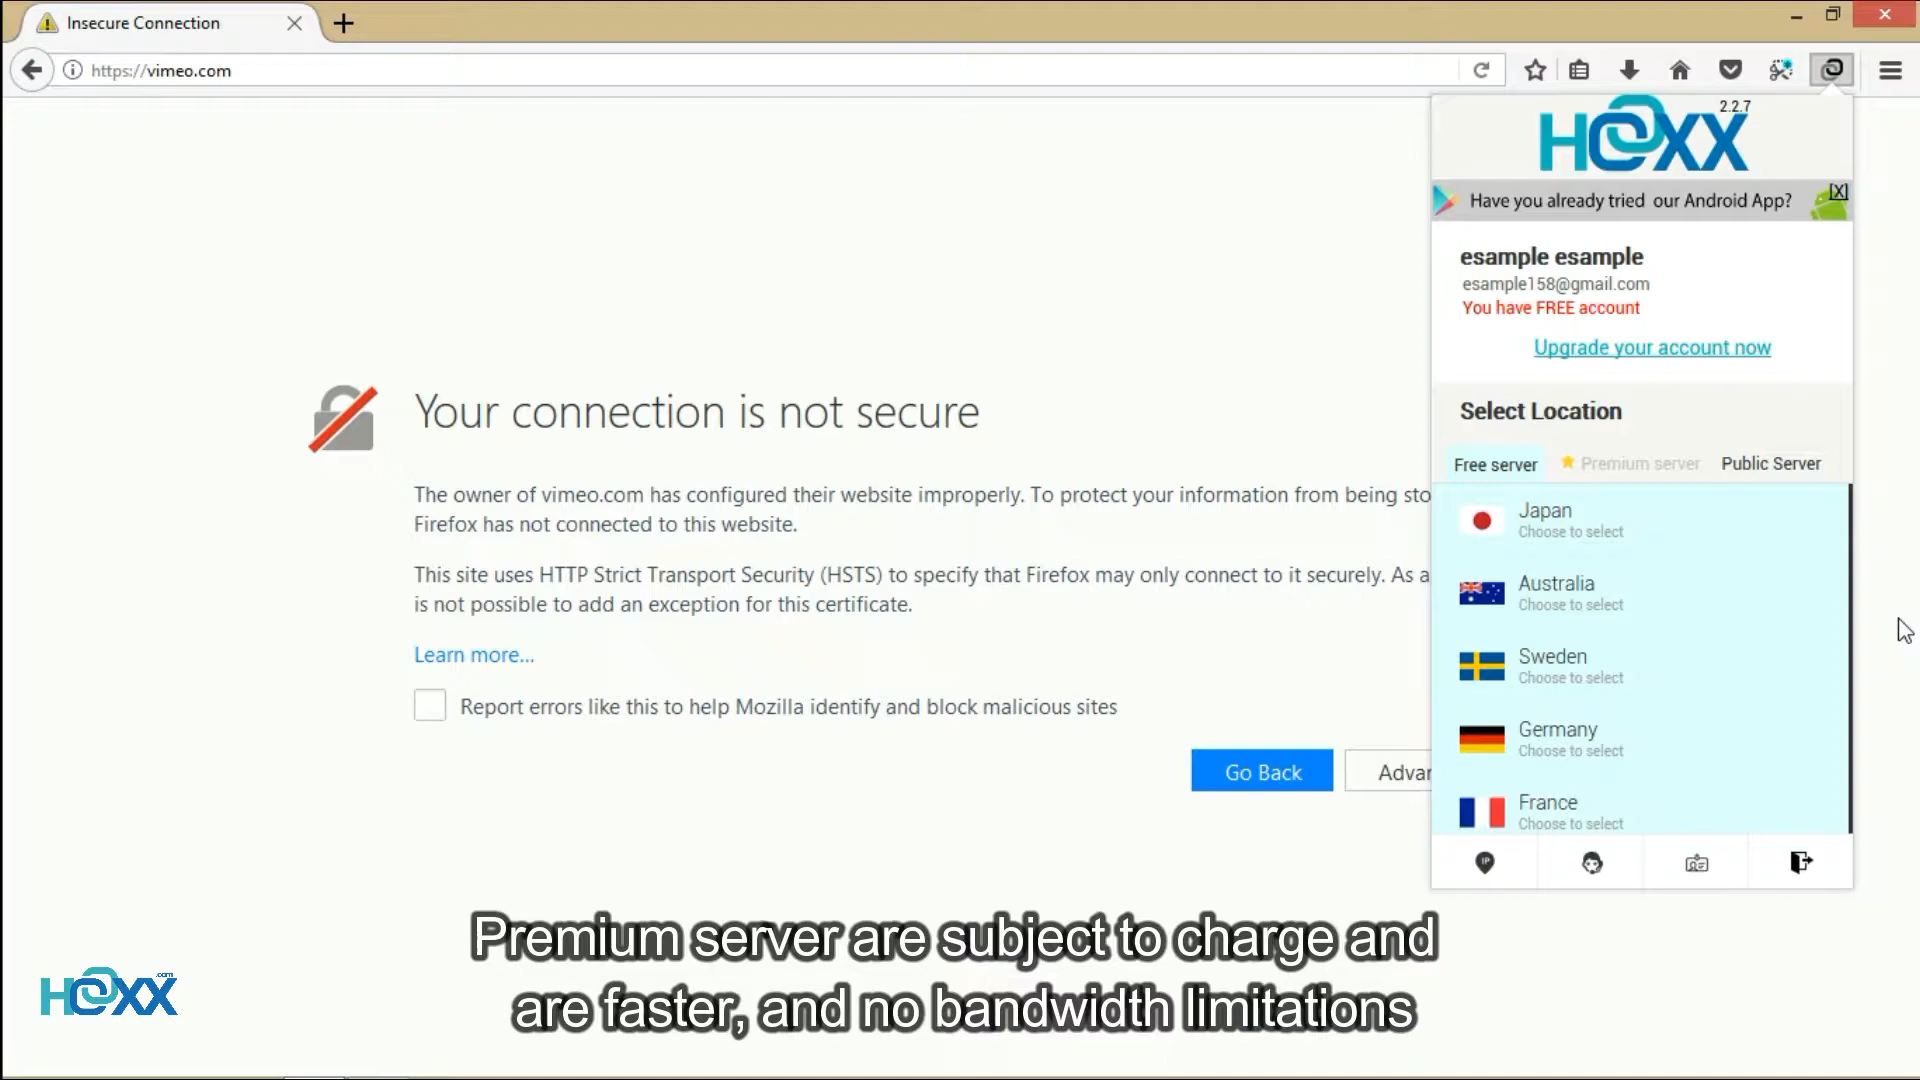 Insecure Connection
https://vimeo.com
2.2.7
HOXX
Have you already tried our Android App?
[X]
esample esample
esample158@gmail.com
You have FREE account
Upgrade your account now
Select Location
Free server
Premium server
Public Server
Japan
Choose to select
Australia
Choose to select
Sweden
Choose to select
Germany
Choose to select
France
Choose to select
IP
Your connection is not secure
The owner of vimeo.com has configured their website improperly. To protect your information from being sto
Firefox has not connected to this website.
This site uses HTTP Strict Transport Security (HSTS) to specify that Firefox may only connect to it securely. As a
is not possible to add an exception for this certificate.
Learn more...
Report errors like this to help Mozilla identify and block malicious sites
Go Back
Advan
Premium server are subject to charge and
are faster, and no bandwidth limitations
HOXX
.com